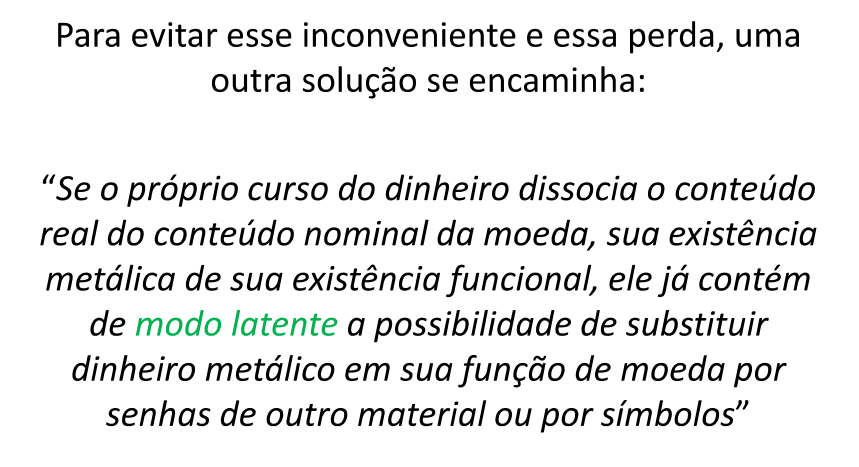 Para evitar esse inconveniente e essa perda, uma
outra solução se encaminha:
“Se o próprio curso do dinheiro dissocia o conteúdo
real do conteúdo nominal da moeda, sua existência
metálica de sua existência funcional, ele já contém
de modo latente a possibilidade de substituir
dinheiro metálico em sua função de moeda por
senhas de outro material ou por símbolos”